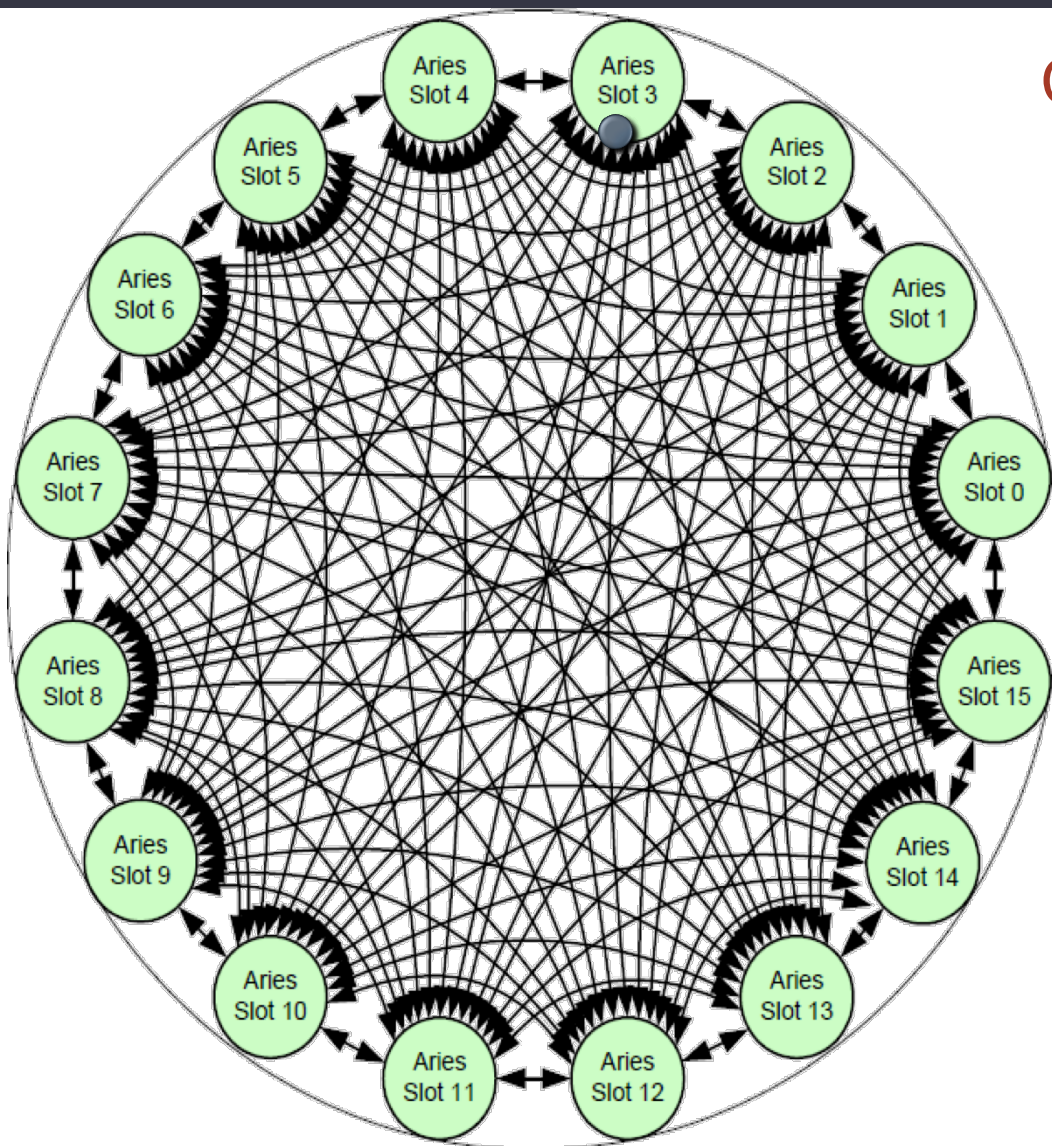 Aries
Slot 4
Aries
Slot 3
Aries
Slot 5
Aries
Slot 2
Aries
Slot 6
Aries
Slot 1
Aries
Slot 7
Aries
Slot 0
Aries
Slot 8
Aries
Slot 15
Aries
Slot 9
Aries
Slot 14
Aries
Slot 10
Aries
Slot 13
Aries
Slot 11
Aries
Slot 12